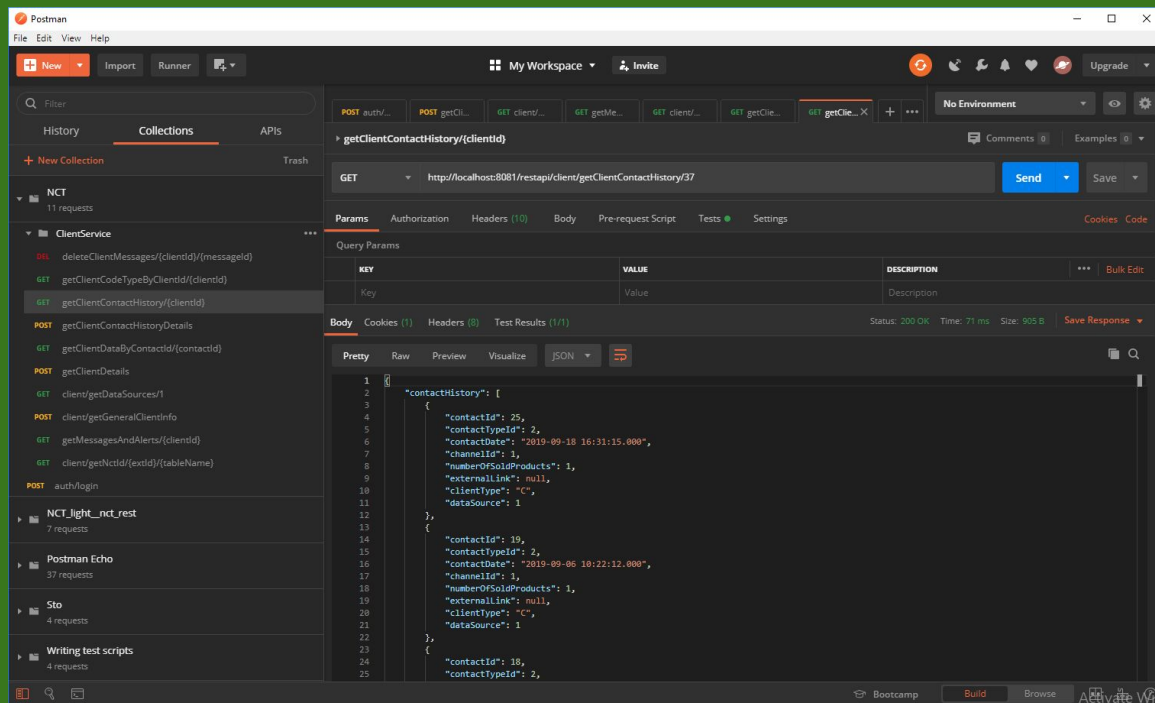 Postman
File Edit View Help
New Import Runner My Workspace Invite Upgrade
Filter
History Collections APIs
+ New Collection Trash
NCT
11 requests
ClientService
DEL deleteClientMessages/{clientId}/{messageId}
GET getClientCodeTypeByClientId/{clientId}
GET getClientContactHistory/{clientId}
POST getClientContactHistoryDetails
GET getClientDataByContactId/{contactId}
POST getClientDetails
GET client/getDataSources/1
POST client/getGeneralClientInfo
GET getMessagesAndAlerts/{clientId}
GET client/getNctId/{extId}/{tableName}
POST auth/login
NCT_light__nct_rest
7 requests
Postman Echo
37 requests
Sto
4 requests
Writing test scripts
4 requests
POST auth/... POST getCli... GET client/... GET getMe... GET client/... GET getClie... GET getClie... No Environment
getClientContactHistory/{clientId} Comments 0 Examples 0
GET http://localhost:8081/restapi/client/getClientContactHistory/37 Send Save
Params Authorization Headers (10) Body Pre-request Script Tests Settings Cookies Code
Query Params
KEY VALUE DESCRIPTION Bulk Edit
Key Value Description
Body Cookies (1) Headers (8) Test Results (1/1) Status: 200 OK Time: 71 ms Size: 905 B Save Response
Pretty Raw Preview Visualize JSON
1 {
2 "contactHistory": [
3 {
4 "contactId": 25,
5 "contactTypeId": 2,
6 "contactDate": "2019-09-18 16:31:15.000",
7 "channelId": 1,
8 "numberOfSoldProducts": 1,
9 "externalLink": null,
10 "clientType": "C",
11 "dataSource": 1
12 },
13 {
14 "contactId": 19,
15 "contactTypeId": 2,
16 "contactDate": "2019-09-06 10:22:12.000",
17 "channelId": 1,
18 "numberOfSoldProducts": 1,
19 "externalLink": null,
20 "clientType": "C",
21 "dataSource": 1
22 },
23 {
24 "contactId": 18,
25 "contactTypeId": 2,
Bootcamp Build Browse